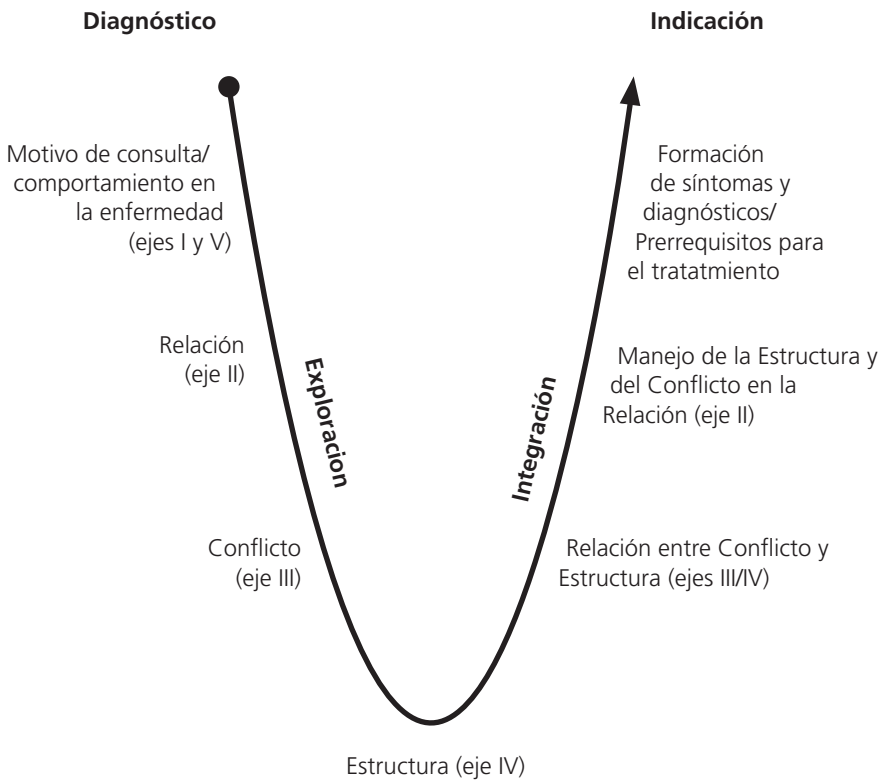 Diagnóstico
Indicación
Motivo de consulta/
comportamiento en
la enfermedad
(ejes I y V)
Relación
(eje II)
Exploracion
Conflicto
(eje III)
Estructura (eje IV)
Relación entre Conflicto y
Estructura (ejes III/IV)
Integración
Manejo de la Estructura y
del Conflicto en la
Relación (eje II)
Formación
de síntomas y
diagnósticos/
Prerrequisitos para
el tratatmiento